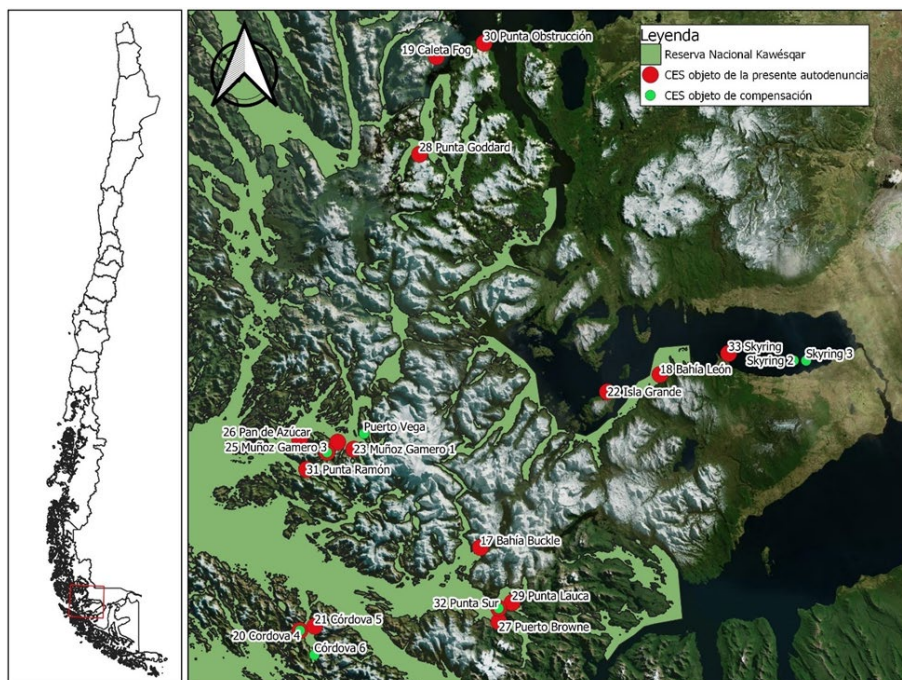 Leyenda
Reserva Nacional Kawésqar
CES objeto de la presente autodenuncia
CES objeto de compensación
30 Punta Obstrucción
19 Caleta Fog
28 Punta Goddard
33 Skyring
Skyring 2
Skyring 3
18 Bahía León
22 Isla Grande
Puerto Vega
26 Pan de Azúcar
25 Muñoz Gamero 3
23 Muñoz Gamero 1
31 Punta Ramón
17 Bahía Buckle
29 Punta Lauca
32 Punta Sur
27 Puerto Browne
21 Córdova 5
20 Cordova 4
Córdova 6